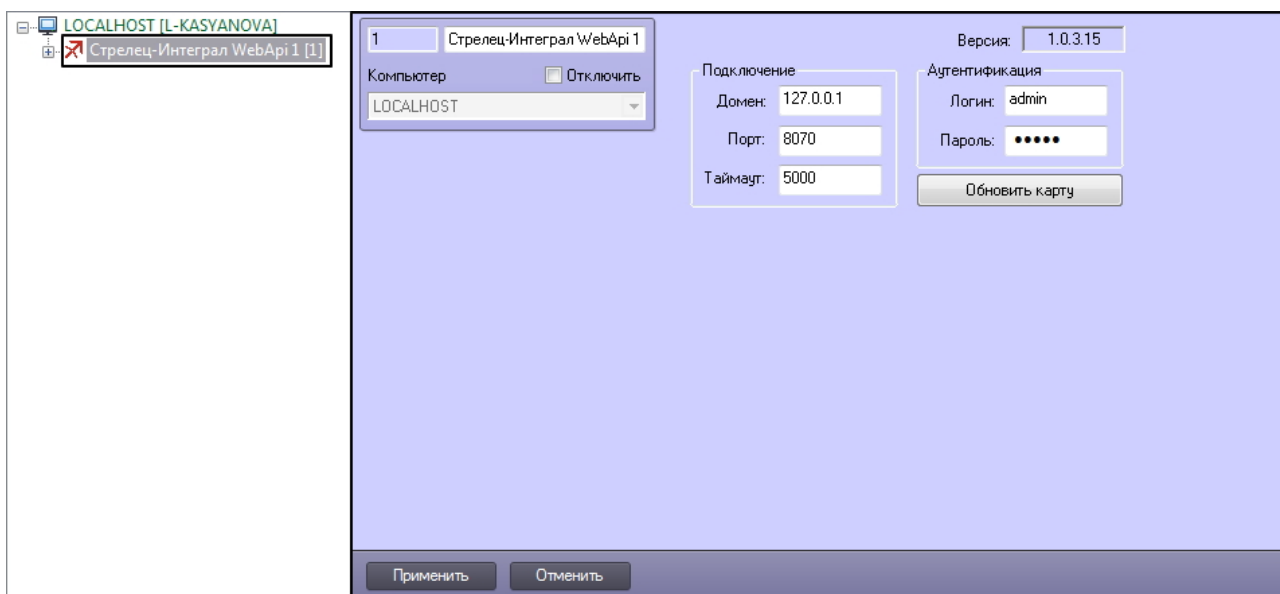 LOCALHOST [L-KASYANOVA]
Стрелец-Интеграл WebApi 1 [1]
1
Стрелец-Интеграл WebApi 1
Компьютер
Отключить
LOCALHOST
Версия: 1.0.3.15
Подключение
Домен: 127.0.0.1
Порт: 8070
Таймаут: 5000
Аутентификация
Логин: admin
Пароль: •••••
Обновить карту
Применить
Отменить